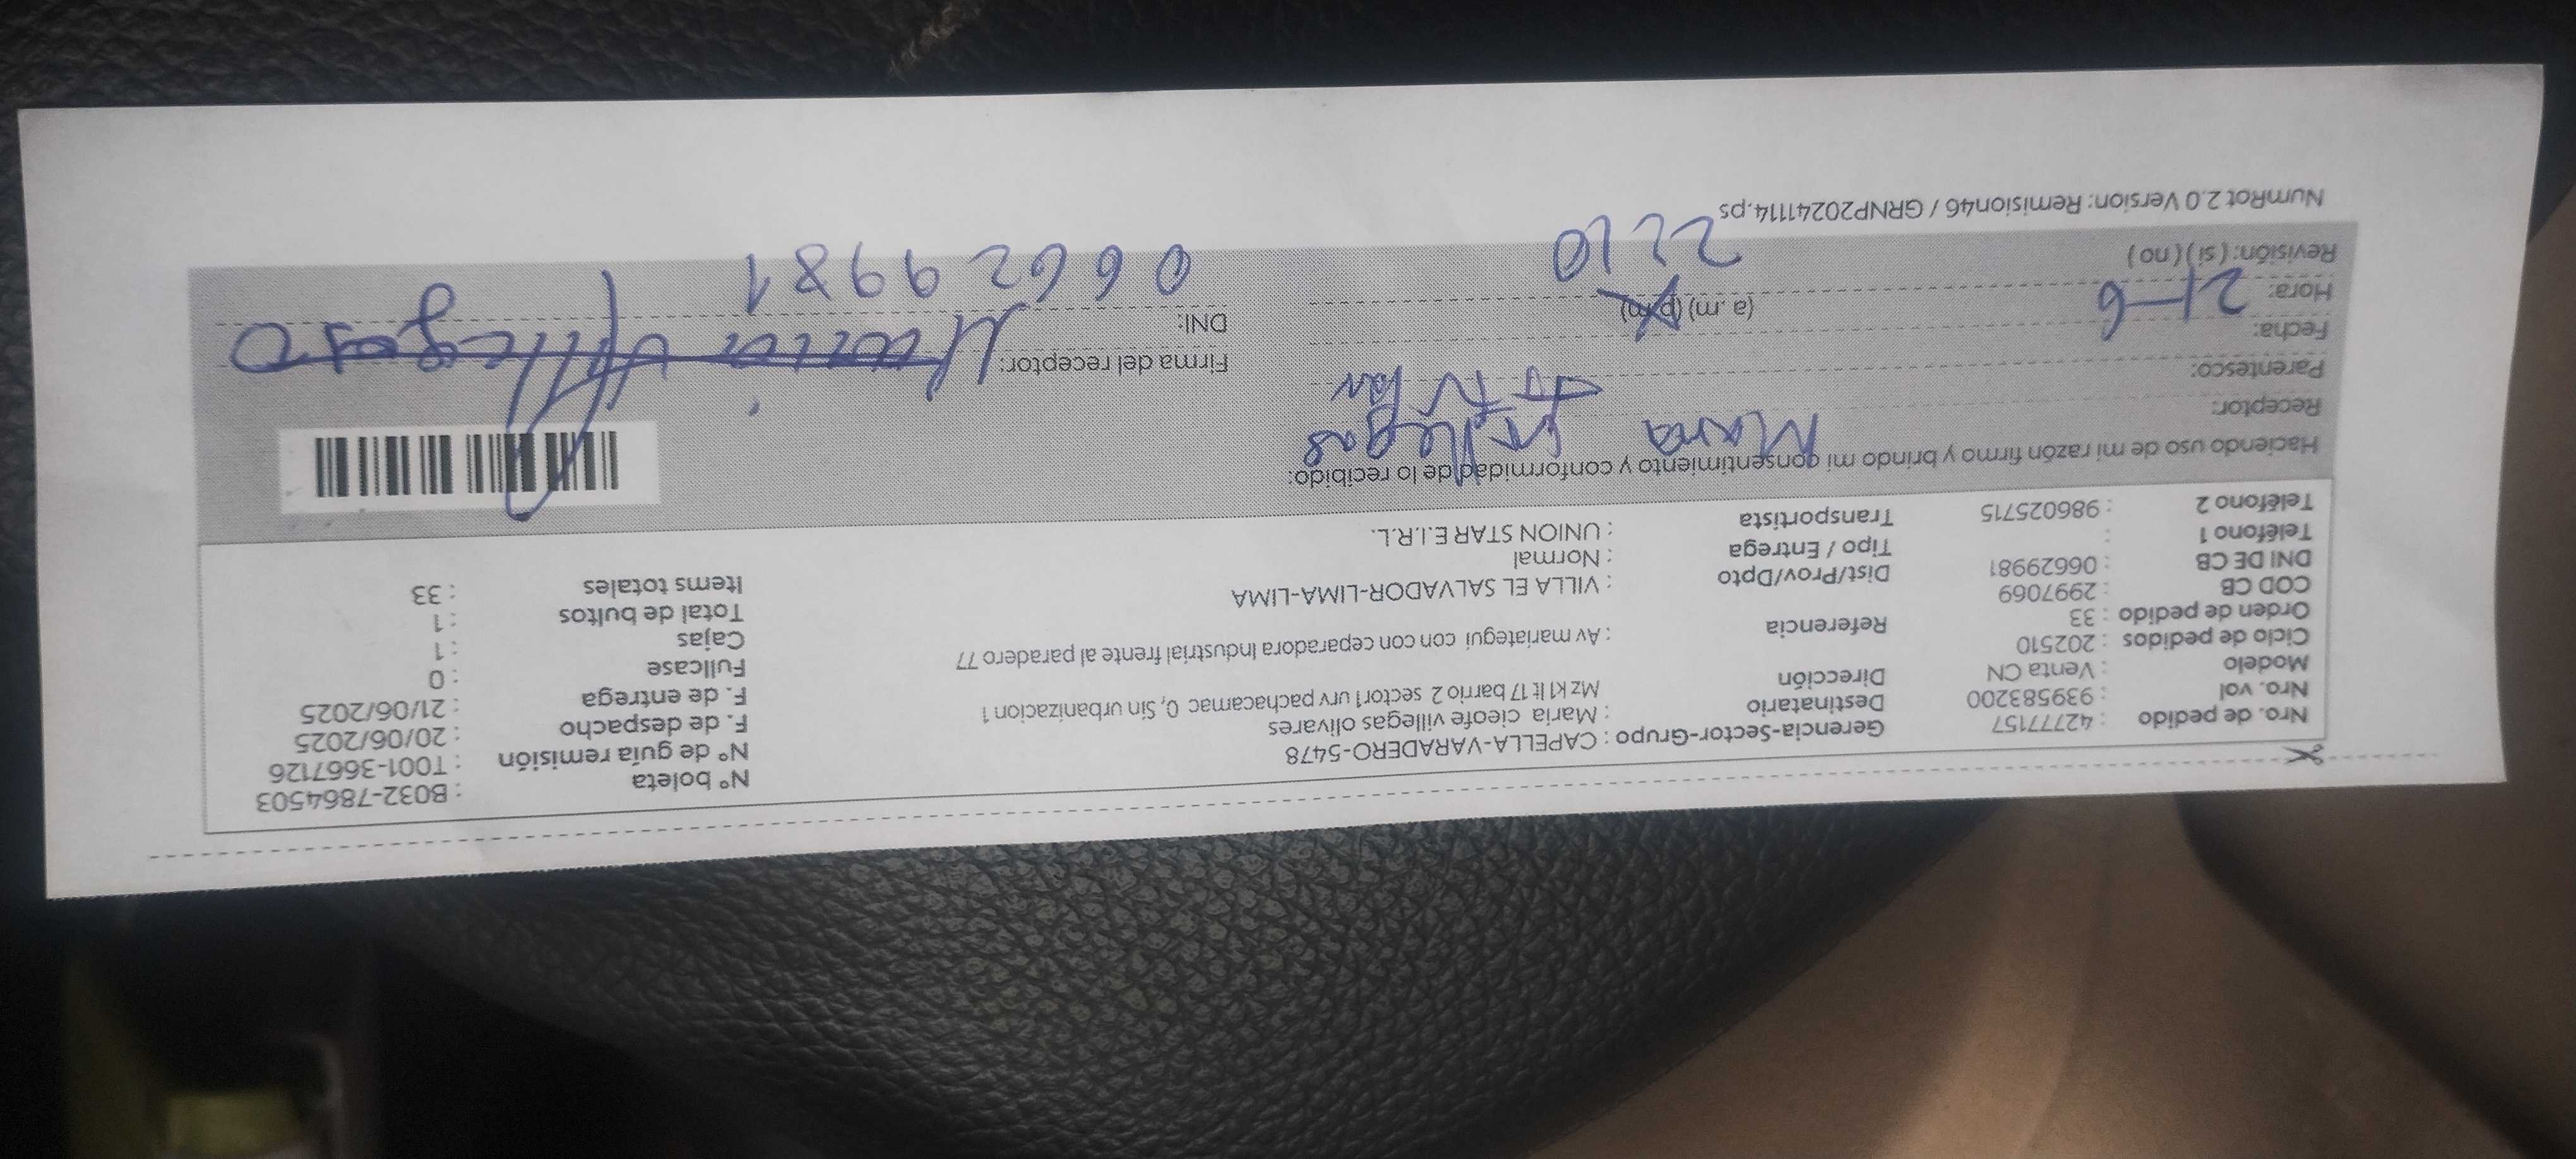 Nro. de pedido : 42777157 Gerencia-Sector-Grupo : CAPELLA-VARADERO-5478 N° boleta : B032-7864503
Nro. vol : 939583200 Destinatario : Maria cleofe villegas olivares N° de guía remisión : T001-3667126
Modelo : Venta CN Dirección Mz k1 lt 17 barrio 2 sector1 urv pachacamac 0, Sin urbanizacion 1 F. de despacho : 20/06/2025
Ciclo de pedidos : 202510 F. de entrega : 21/06/2025
Orden de pedido : 33 Referencia : Av mariategui con con ceparadora Industrial frente al paradero 77 Fullcase : 0
COD CB : 2997069 Cajas : 1
DNI DE CB : 06629981 Dist/Prov/Dpto : VILLA EL SALVADOR-LIMA-LIMA Total de bultos : 1
Teléfono 1 : Tipo / Entrega : Normal Items totales : 33
Teléfono 2 : 986025715 Transportista : UNION STAR E.I.R.L.
Haciendo uso de mi razón firmo y brindo mi consentimiento y conformidad de lo recibido:
Receptor: Maria Villegas
Parentesco: Titular
Fecha: 21-6 Firma del receptor: Maria Villegas O
Hora: (a. m) (p. m) 2210 DNI: 06629981
Revisión: ( si ) ( no )
NumRot 2.0 Version: Remision46 / GRNP20241114.ps